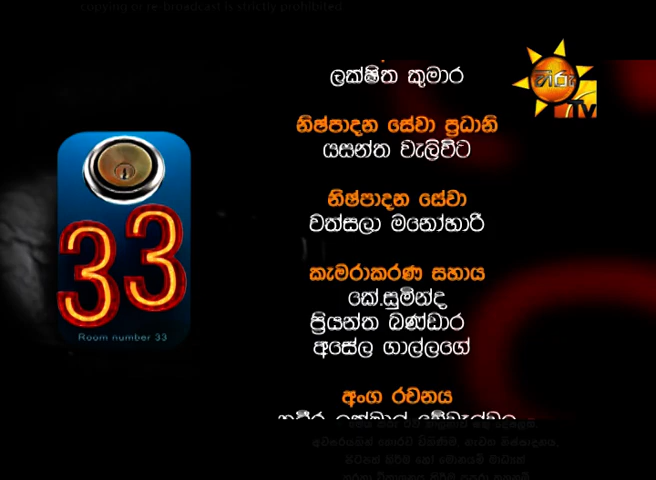 copying or re-broadcast is strictly prohibited.
ලක්ෂිත කුමාර
හිරු
Tv
නිෂ්පාදන සේවා ප්‍රධානි
යසන්ත වැලිවිට
නිෂ්පාදන සේවා
වත්සලා මනෝහාරි
කැමරාකරණ සහාය
කේ.සුමින්ද
ප්‍රියන්ත බණ්ඩාර
අසේල ගාල්ලගේ
33
Room number 33
අංග රචනය